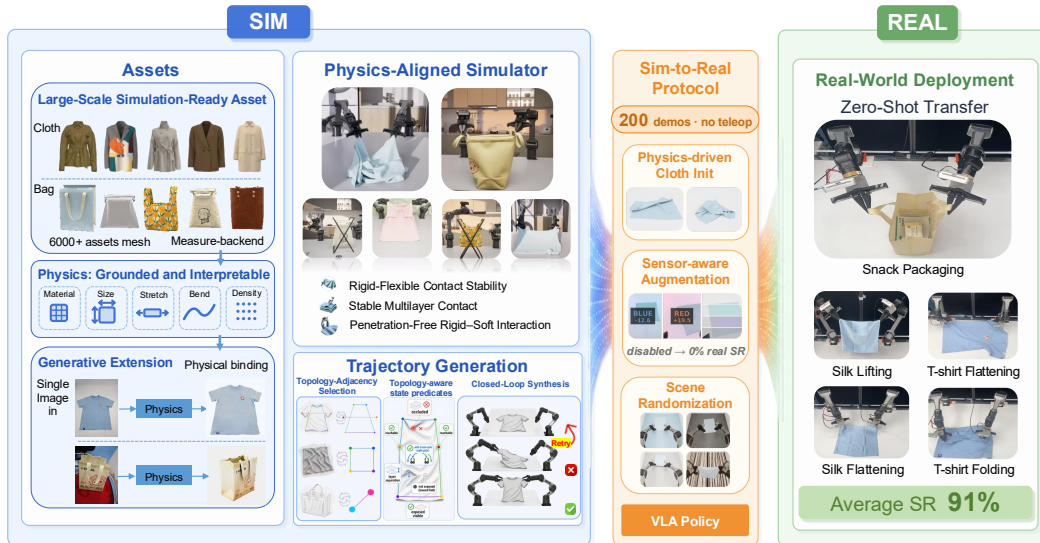 SIM
Assets
Large-Scale Simulation-Ready Asset
Cloth
Bag
6000+ assets mesh
Measure-backend
Physics: Grounded and Interpretable
Material
Size
Stretch
Bend
Density
Generative Extension
Physical binding
Single
Image
in
Physics
Physics
Physics-Aligned Simulator
Rigid-Flexible Contact Stability
Stable Multilayer Contact
Penetration-Free Rigid–Soft Interaction
Trajectory Generation
Topology-Adjacency
Selection
Topology-aware
state predicates
Closed-Loop Synthesis
occluded
Retry
Sim-to-Real
Protocol
200 demos · no teleop
Physics-driven
Cloth Init
Sensor-aware
Augmentation
BLUE
-12.6
RED
+19.5
disabled → 0% real SR
Scene
Randomization
VLA Policy
REAL
Real-World Deployment
Zero-Shot Transfer
Snack Packaging
Silk Lifting
T-shirt Flattening
Silk Flattening
T-shirt Folding
Average SR 91%